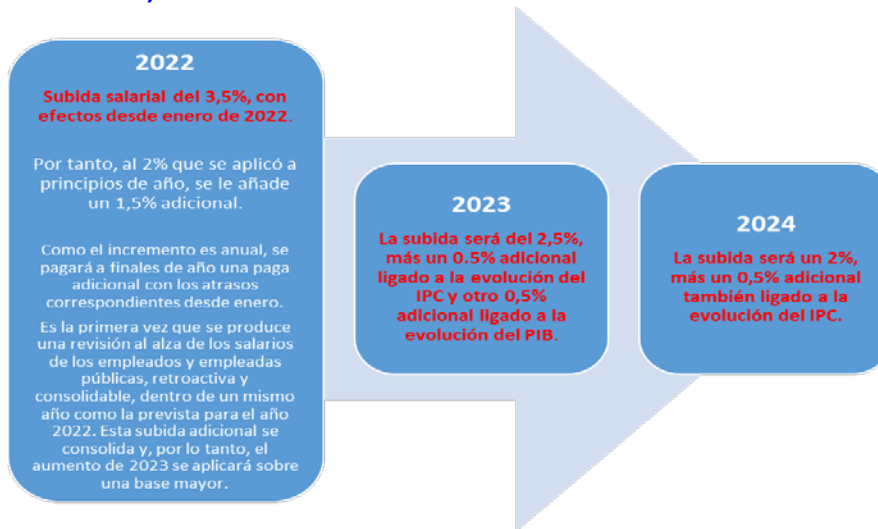 2022
Subida salarial del 3,5%, con
efectos desde enero de 2022.
Por tanto, al 2% que se aplicó a
principios de año, se le añade
un 1,5% adicional.
Como el incremento es anual, se
pagará a finales de año una paga
adicional con los atrasos
correspondientes desde enero.
Es la primera vez que se produce
una revisión al alza de los salarios
de los empleados y empleadas
públicas, retroactiva y
consolidable, dentro de un mismo
año como la prevista para el año
2022. Esta subida adicional se
consolida y, por lo tanto, el
aumento de 2023 se aplicará sobre
una base mayor.
2023
La subida será del 2,5%,
más un 0.5% adicional
ligado a la evolución del
IPC y otro 0,5%
adicional ligado a la
evolución del PIB.
2024
La subida será un 2%,
más un 0,5% adicional
también ligado a la
evolución del IPC.